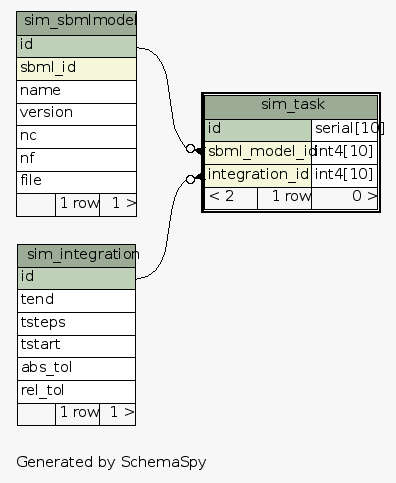 sim_sbmlmodel
id
sbml_id
name
version
nc
nf
file
1 row 1 >
sim_task
id serial[10]
sbml_model_id int4[10]
integration_id int4[10]
< 2 1 row 0 >
sim_integration
id
tend
tsteps
tstart
abs_tol
rel_tol
1 row 1 >
Generated by SchemaSpy